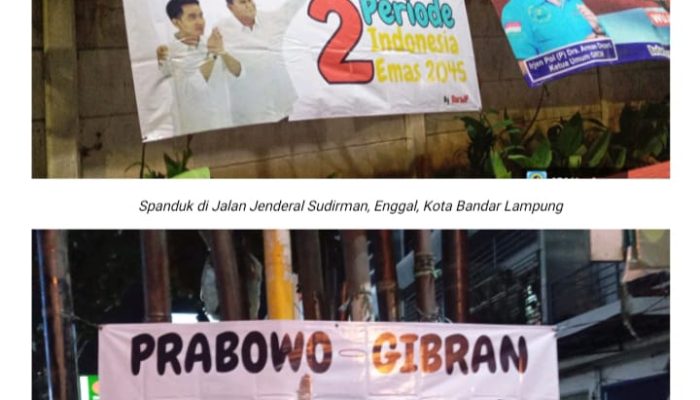 2 Periode
Indonesia
Emas 2045
By
Irjen Pol (P) Drs.
Ketua Umum
Spanduk di Jalan Jenderal Sudirman, Enggal, Kota Bandar Lampung
PRABOWO - GIBRAN